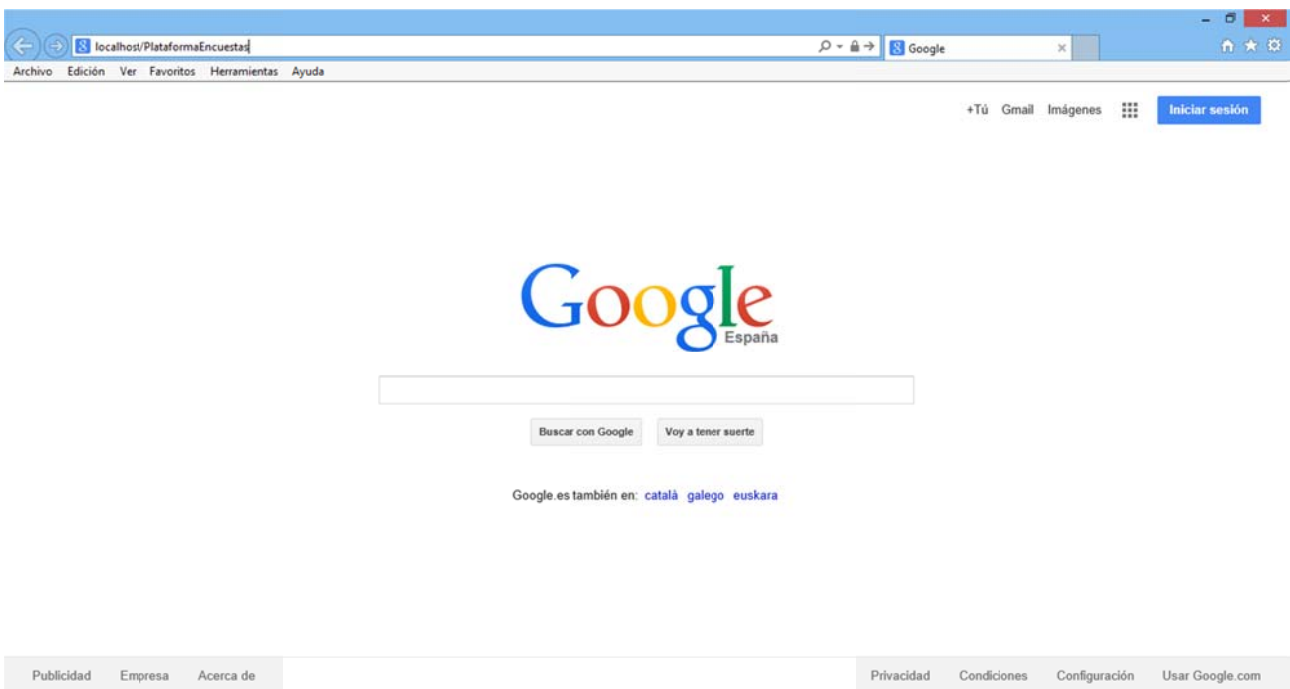 localhost/PlataformaEncuestas
Google
Archivo Edición Ver Favoritos Herramientas Ayuda
+Tú Gmail Imágenes Iniciar sesión
Google
España
Buscar con Google Voy a tener suerte
Google.es también en: català galego euskara
Publicidad Empresa Acerca de Privacidad Condiciones Configuración Usar Google.com